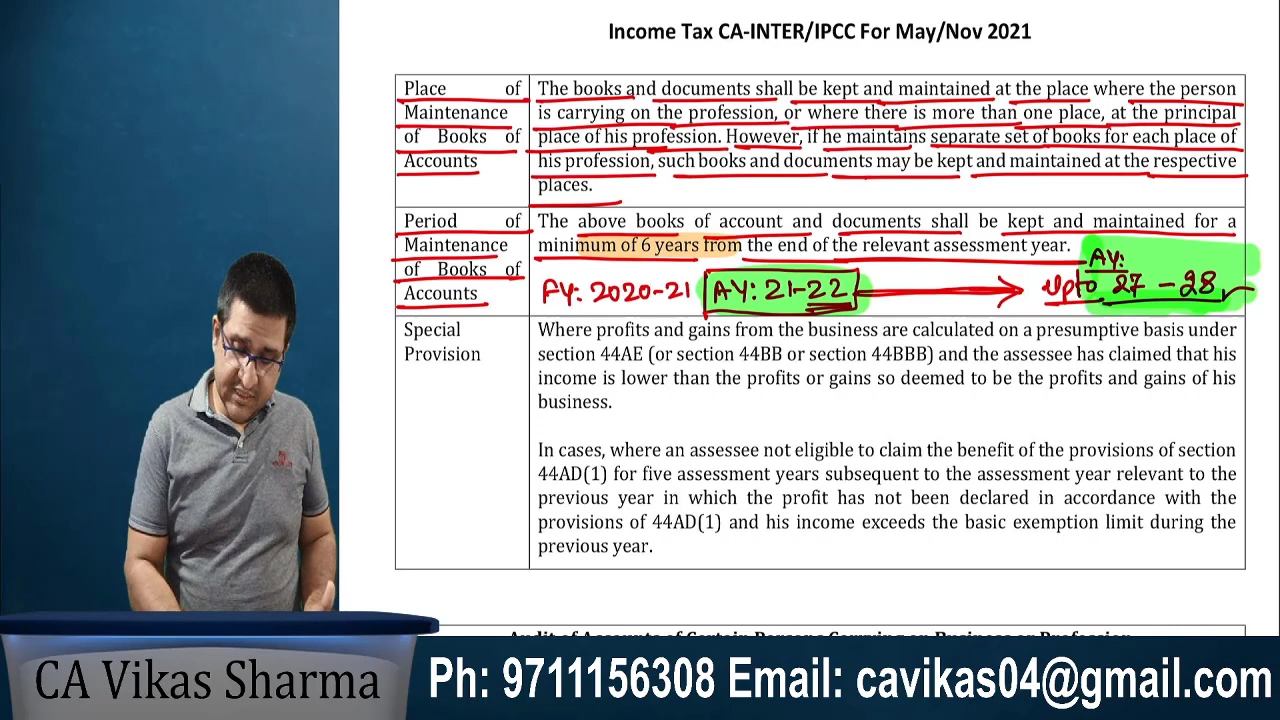 Income Tax CA-INTER/IPCC For May/Nov 2021
Place of
Maintenance
of Books of
Accounts
The books and documents shall be kept and maintained at the place where the person
is carrying on the profession, or where there is more than one place, at the principal
place of his profession. However, if he maintains separate set of books for each place of
his profession, such books and documents may be kept and maintained at the respective
places.
Period of
Maintenance
of Books of
Accounts
The above books of account and documents shall be kept and maintained for a
minimum of 6 years from the end of the relevant assessment year.
AY:
FY: 2020-21 AY: 21-22 upto 27-28
Special
Provision
Where profits and gains from the business are calculated on a presumptive basis under
section 44AE (or section 44BB or section 44BBB) and the assessee has claimed that his
income is lower than the profits or gains so deemed to be the profits and gains of his
business.
In cases, where an assessee not eligible to claim the benefit of the provisions of section
44AD(1) for five assessment years subsequent to the assessment year relevant to the
previous year in which the profit has not been declared in accordance with the
provisions of 44AD(1) and his income exceeds the basic exemption limit during the
previous year.
Audit of Accounts of Certain Persons Carrying on Business or Profession
CA Vikas Sharma
Ph: 9711156308 Email: cavikas04@gmail.com